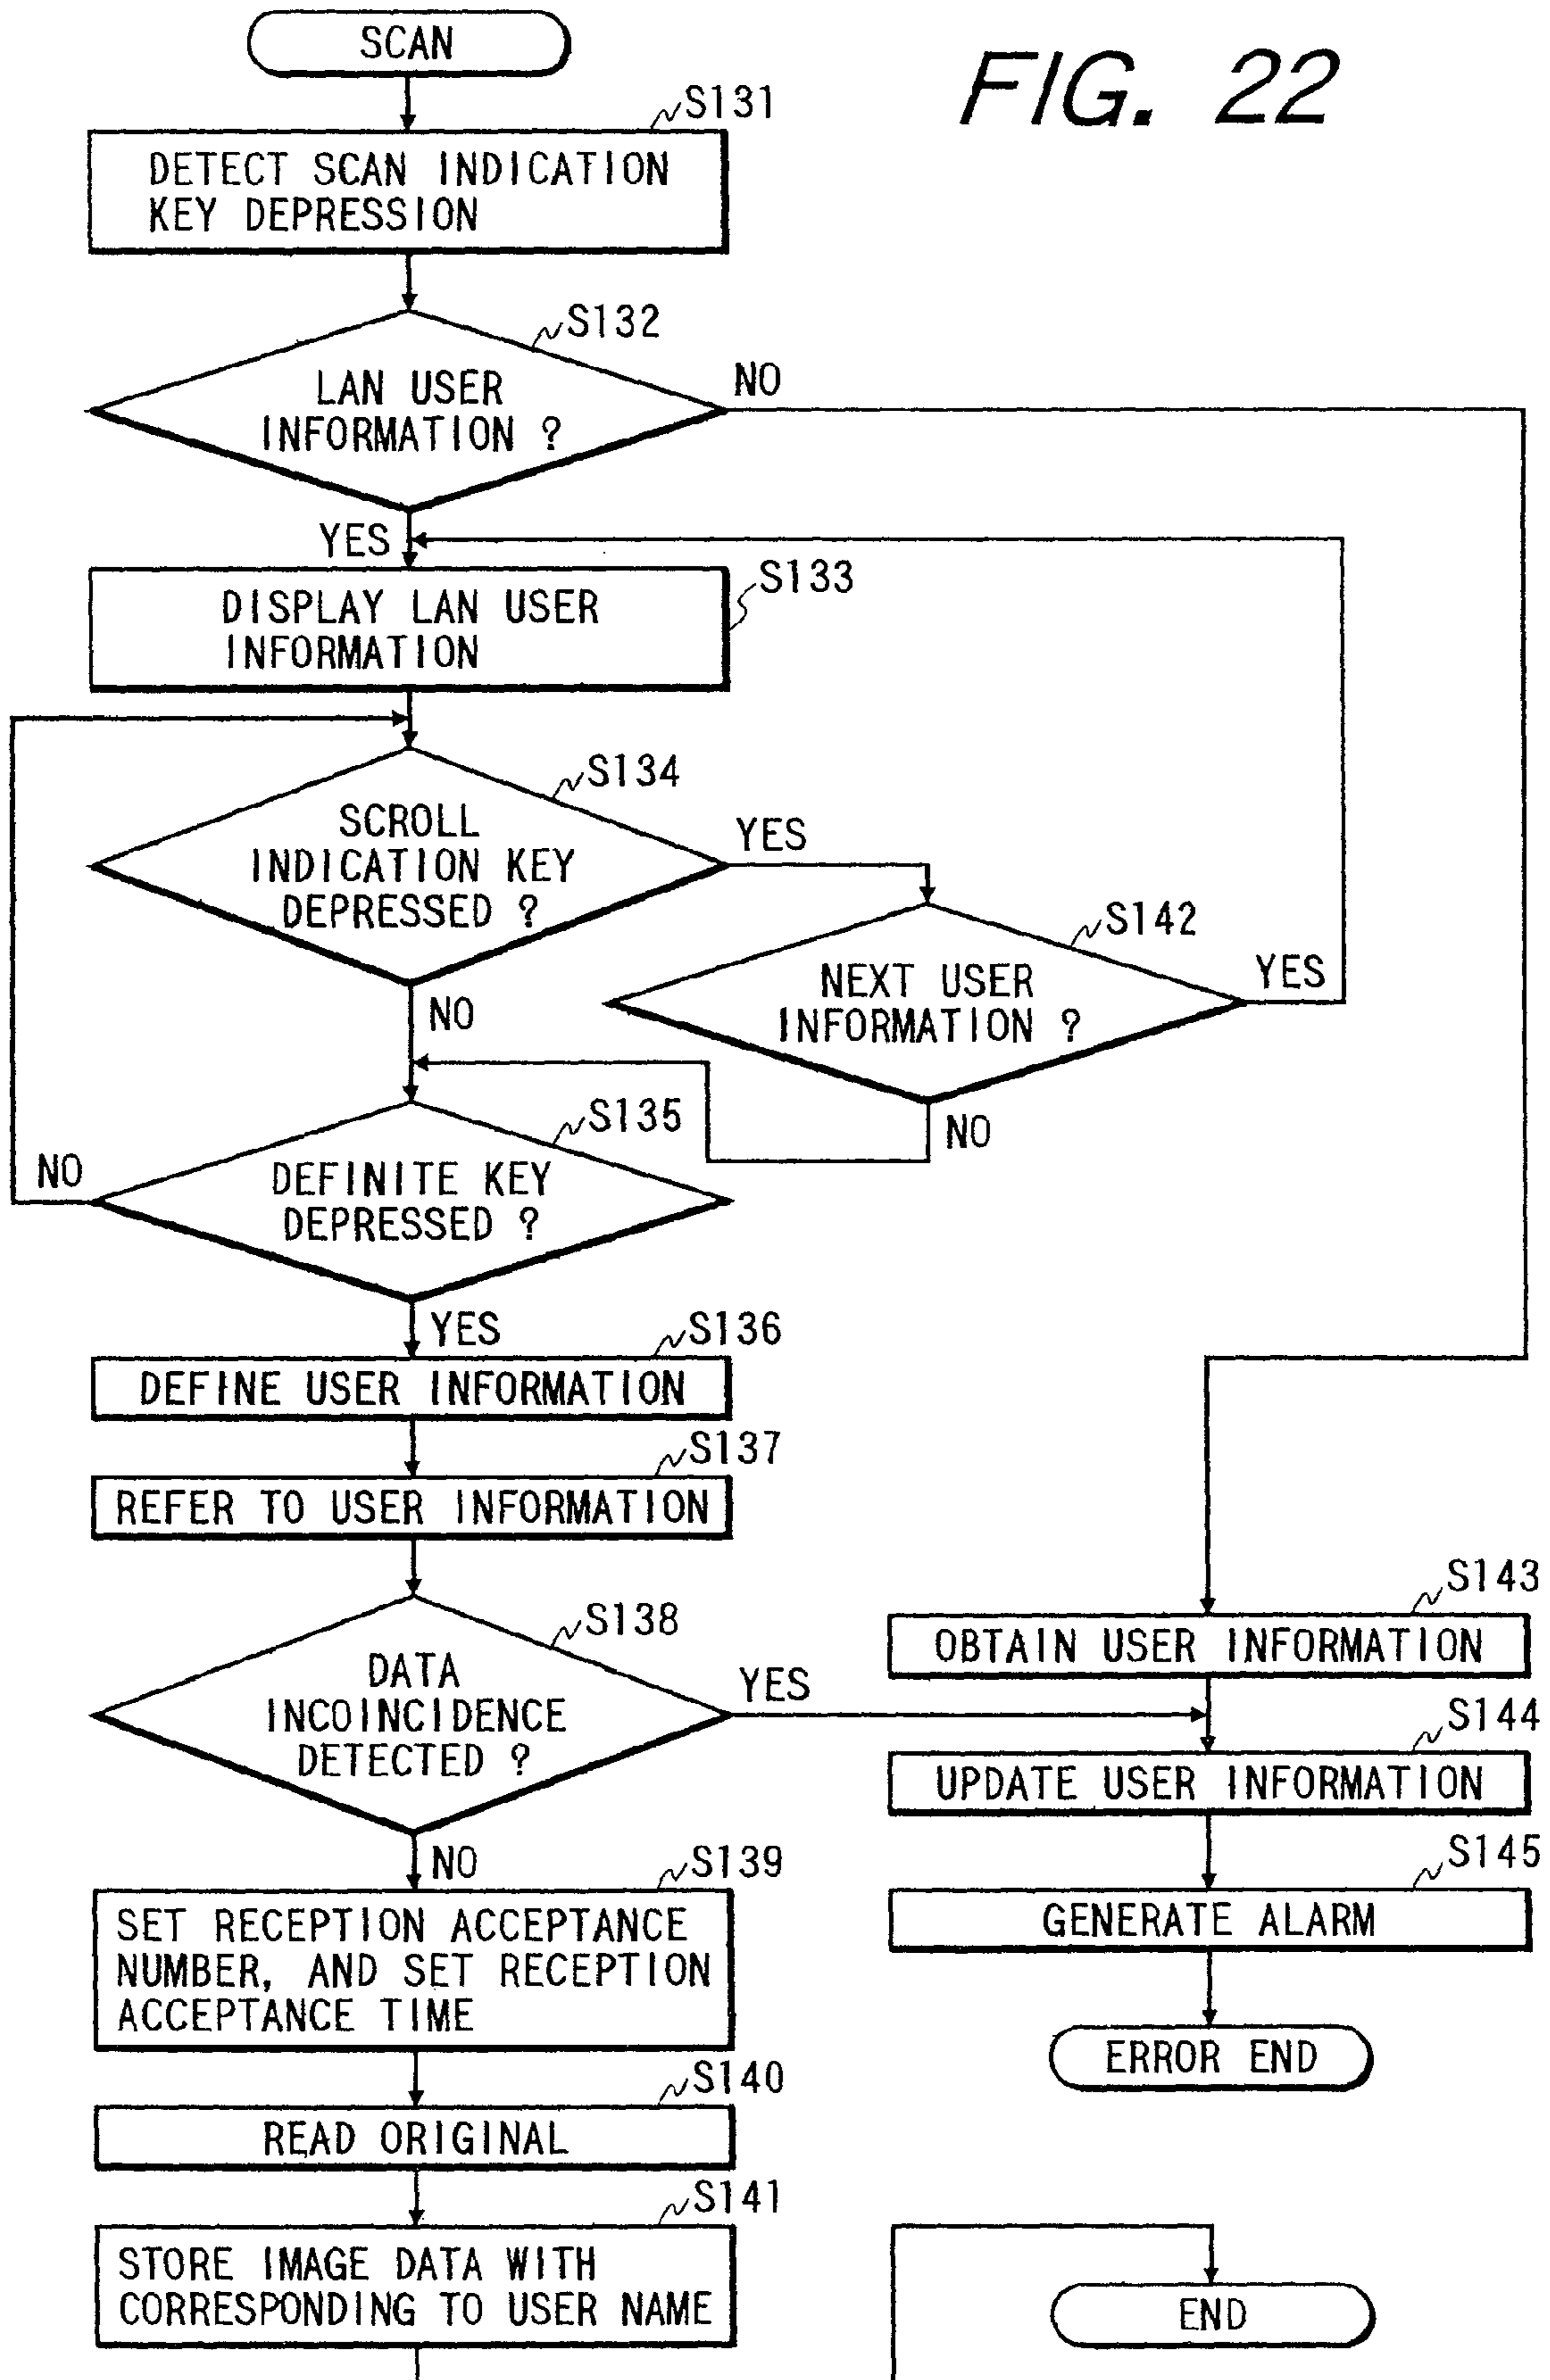 FIG. 22
SCAN
S131
DETECT SCAN INDICATION
KEY DEPRESSION
S132
LAN USER
INFORMATION ?
NO
YES
S133
DISPLAY LAN USER
INFORMATION
S134
SCROLL
INDICATION KEY
DEPRESSED ?
YES
NO
S142
NEXT USER
INFORMATION ?
YES
NO
S135
DEFINITE KEY
DEPRESSED ?
NO
YES
S136
DEFINE USER INFORMATION
S137
REFER TO USER INFORMATION
S138
DATA
INCOINCIDENCE
DETECTED ?
YES
NO
S139
SET RECEPTION ACCEPTANCE
NUMBER, AND SET RECEPTION
ACCEPTANCE TIME
S140
READ ORIGINAL
S141
STORE IMAGE DATA WITH
CORRESPONDING TO USER NAME
S143
OBTAIN USER INFORMATION
S144
UPDATE USER INFORMATION
S145
GENERATE ALARM
ERROR END
END